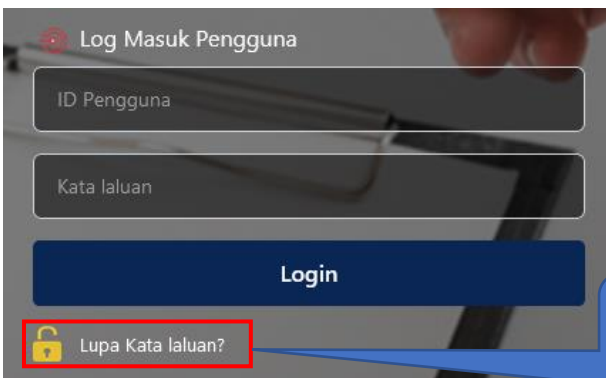 Log Masuk Pengguna
ID Pengguna
Kata laluan
Login
Lupa Kata laluan?